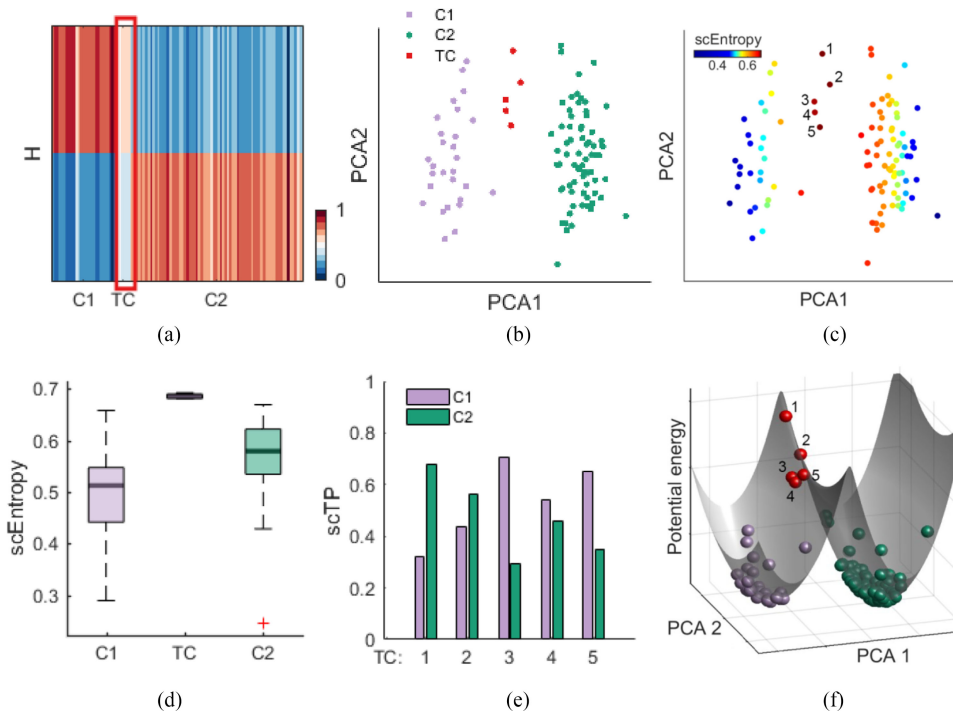 H
1
0
C1
TC
C2
(a)
C1
C2
TC
PCA2
PCA1
(b)
scEntropy
0.4 0.6
1
2
3
4
5
PCA2
PCA1
(c)
scEntropy
0.7
0.6
0.5
0.4
0.3
C1
TC
C2
(d)
scTP
1
0.8
0.6
0.4
0.2
0
C1
C2
TC: 1 2 3 4 5
(e)
Potential energy
1
2
3
5
4
PCA 2
PCA 1
(f)